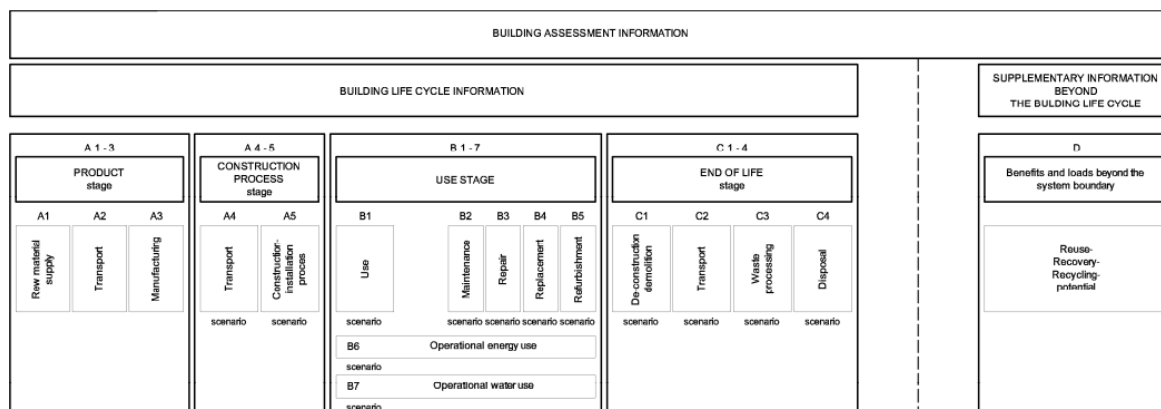 BUILDING ASSESSMENT INFORMATION
BUILDING LIFE CYCLE INFORMATION
SUPPLEMENTARY INFORMATION
BEYOND
THE BULDING LIFE CYCLE
A 1 - 3
A 4 - 5
B 1 - 7
C 1 - 4
D
PRODUCT
stage
CONSTRUCTION
PROCESS
stage
USE STAGE
END OF LIFE
stage
Benefits and loads beyond the
system boundary
A1
A2
A3
A4
A5
B1
B2
B3
B4
B5
C1
C2
C3
C4
Rew material
supply
Transport
Manufacturing
Transport
Construction-
installation proces
Use
Maintenance
Repair
Replacement
Refurbishment
De-construction
demolition
Transport
Waste
processing
Disposal
Reuse-
Recovery-
Recycling-
potential
scenario
scenario
scenario
scenario
scenario
scenario
scenario
scenario
scenario
scenario
scenario
B6 Operational energy use
scenario
B7 Operational water use
scenario